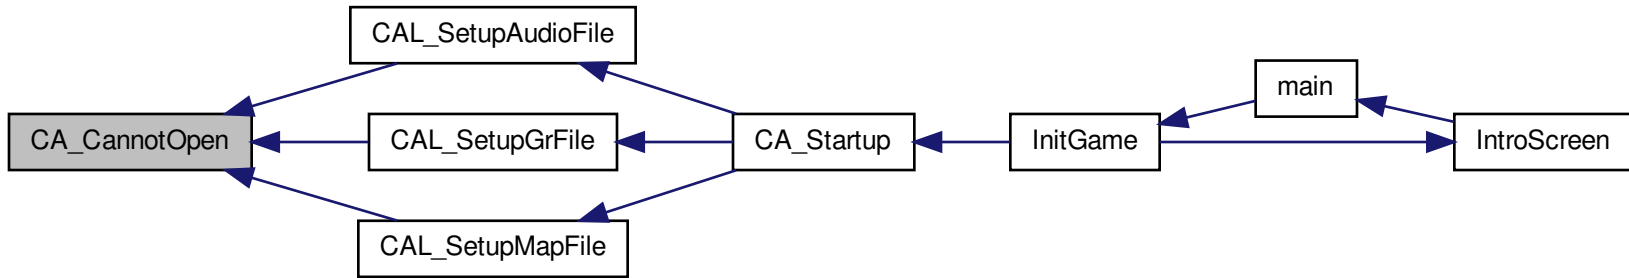 CAL_SetupAudioFile
main
CA_CannotOpen
CAL_SetupGrFile
CA_Startup
InitGame
IntroScreen
CAL_SetupMapFile